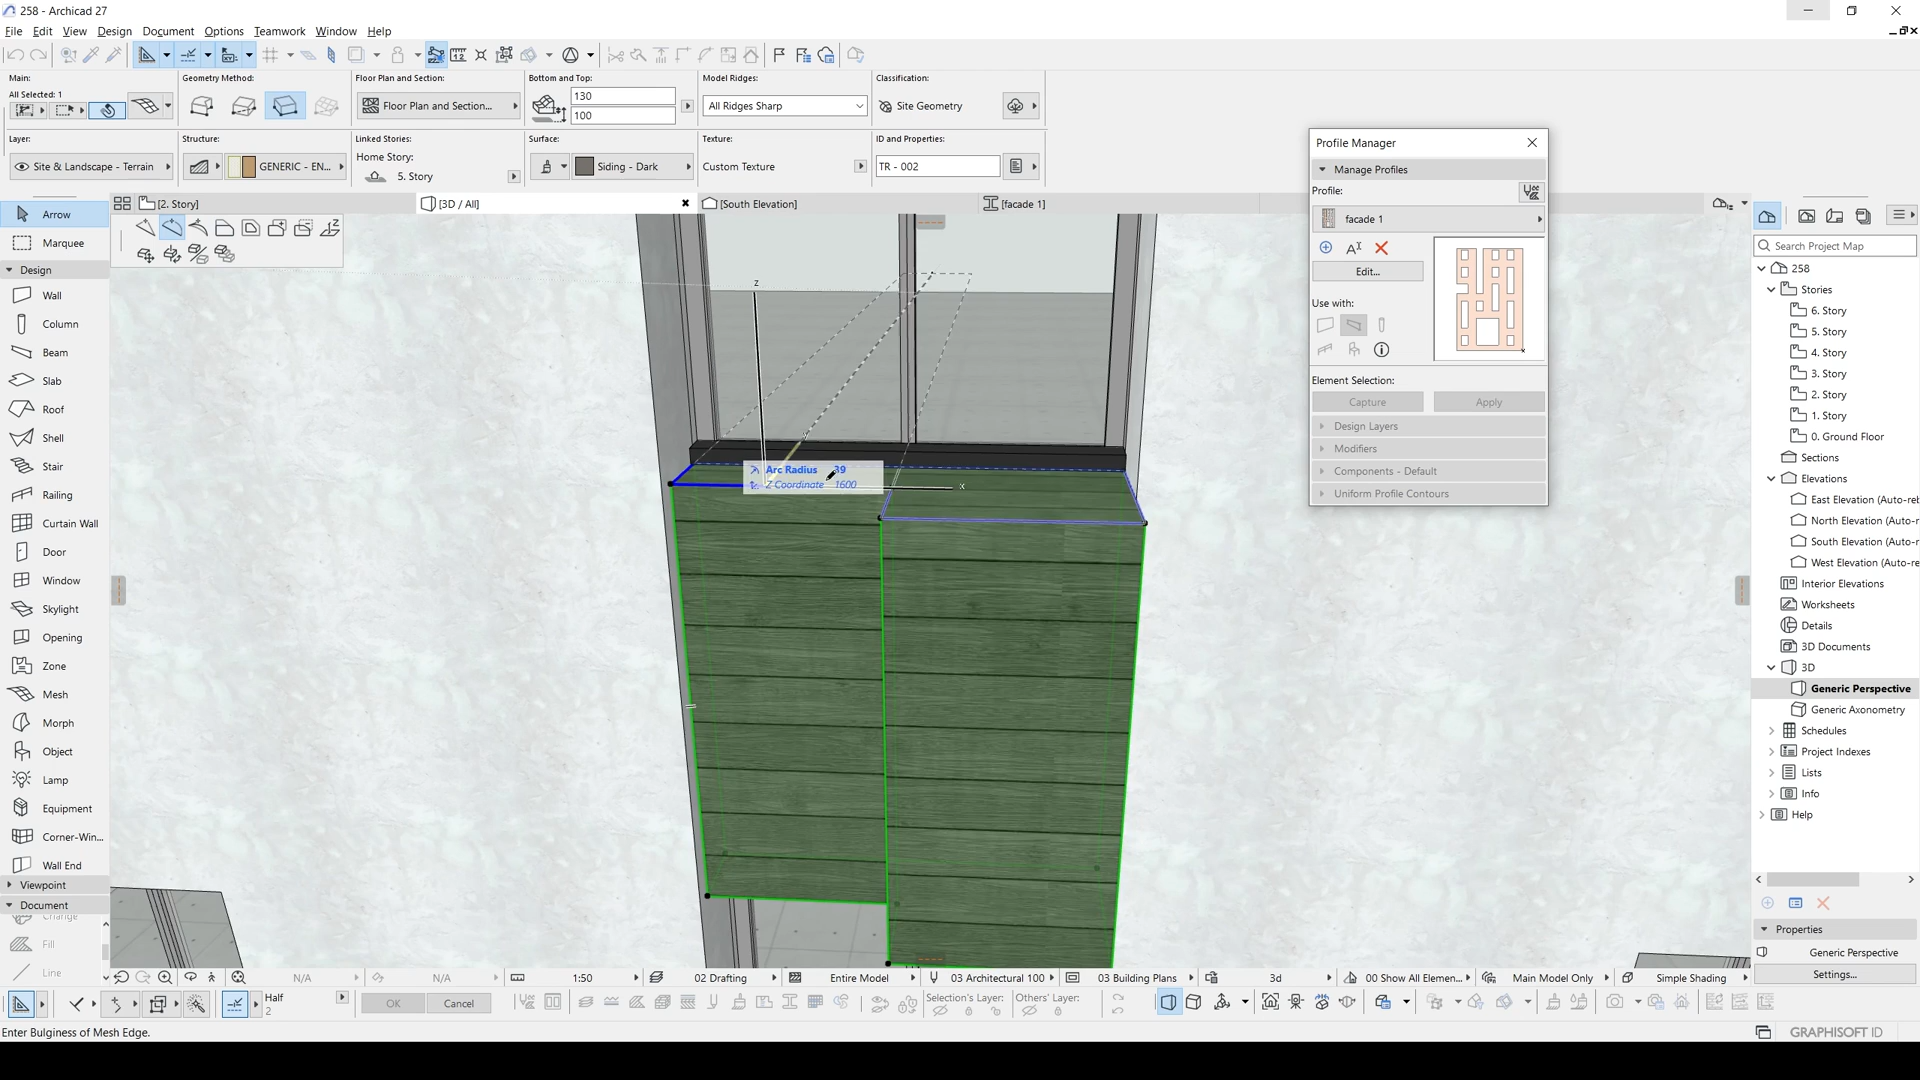 258 - Archicad 27
File Edit View Design Document Options Teamwork Window Help
Main:
All Selected: 1
Geometry Method:
Floor Plan and Section:
Floor Plan and Section...
Bottom and Top:
130
100
Model Ridges:
All Ridges Sharp
Classification:
Site Geometry
Layer:
Site & Landscape - Terrain
Structure:
GENERIC - EN...
Linked Stories:
Home Story:
5. Story
Surface:
Siding - Dark
Texture:
Custom Texture
ID and Properties:
TR - 002
[2. Story]
[3D / All]
[South Elevation]
[facade 1]
Arrow
Marquee
Design
Wall
Column
Beam
Slab
Roof
Shell
Stair
Railing
Curtain Wall
Door
Window
Skylight
Opening
Zone
Mesh
Morph
Object
Lamp
Equipment
Corner-Win...
Wall End
Viewpoint
Document
Change
Fill
Line
z
x
Arc Radius 39
Z Coordinate 1600
Profile Manager
Manage Profiles
Profile:
facade 1
Edit...
Use with:
Element Selection:
Capture
Apply
Design Layers
Modifiers
Components - Default
Uniform Profile Contours
Search Project Map
258
Stories
6. Story
5. Story
4. Story
3. Story
2. Story
1. Story
0. Ground Floor
Sections
Elevations
East Elevation (Auto-reb
North Elevation (Auto-r
South Elevation (Auto-r
West Elevation (Auto-re
Interior Elevations
Worksheets
Details
3D Documents
3D
Generic Perspective
Generic Axonometry
Schedules
Project Indexes
Lists
Info
Help
Properties
Generic Perspective
Settings...
N/A
N/A
1:50
02 Drafting
Entire Model
03 Architectural 100
03 Building Plans
3d
00 Show All Elemen...
Main Model Only
Simple Shading
Half
2
OK
Cancel
Selection's Layer:
Others' Layer:
Enter Bulginess of Mesh Edge.
GRAPHISOFT ID